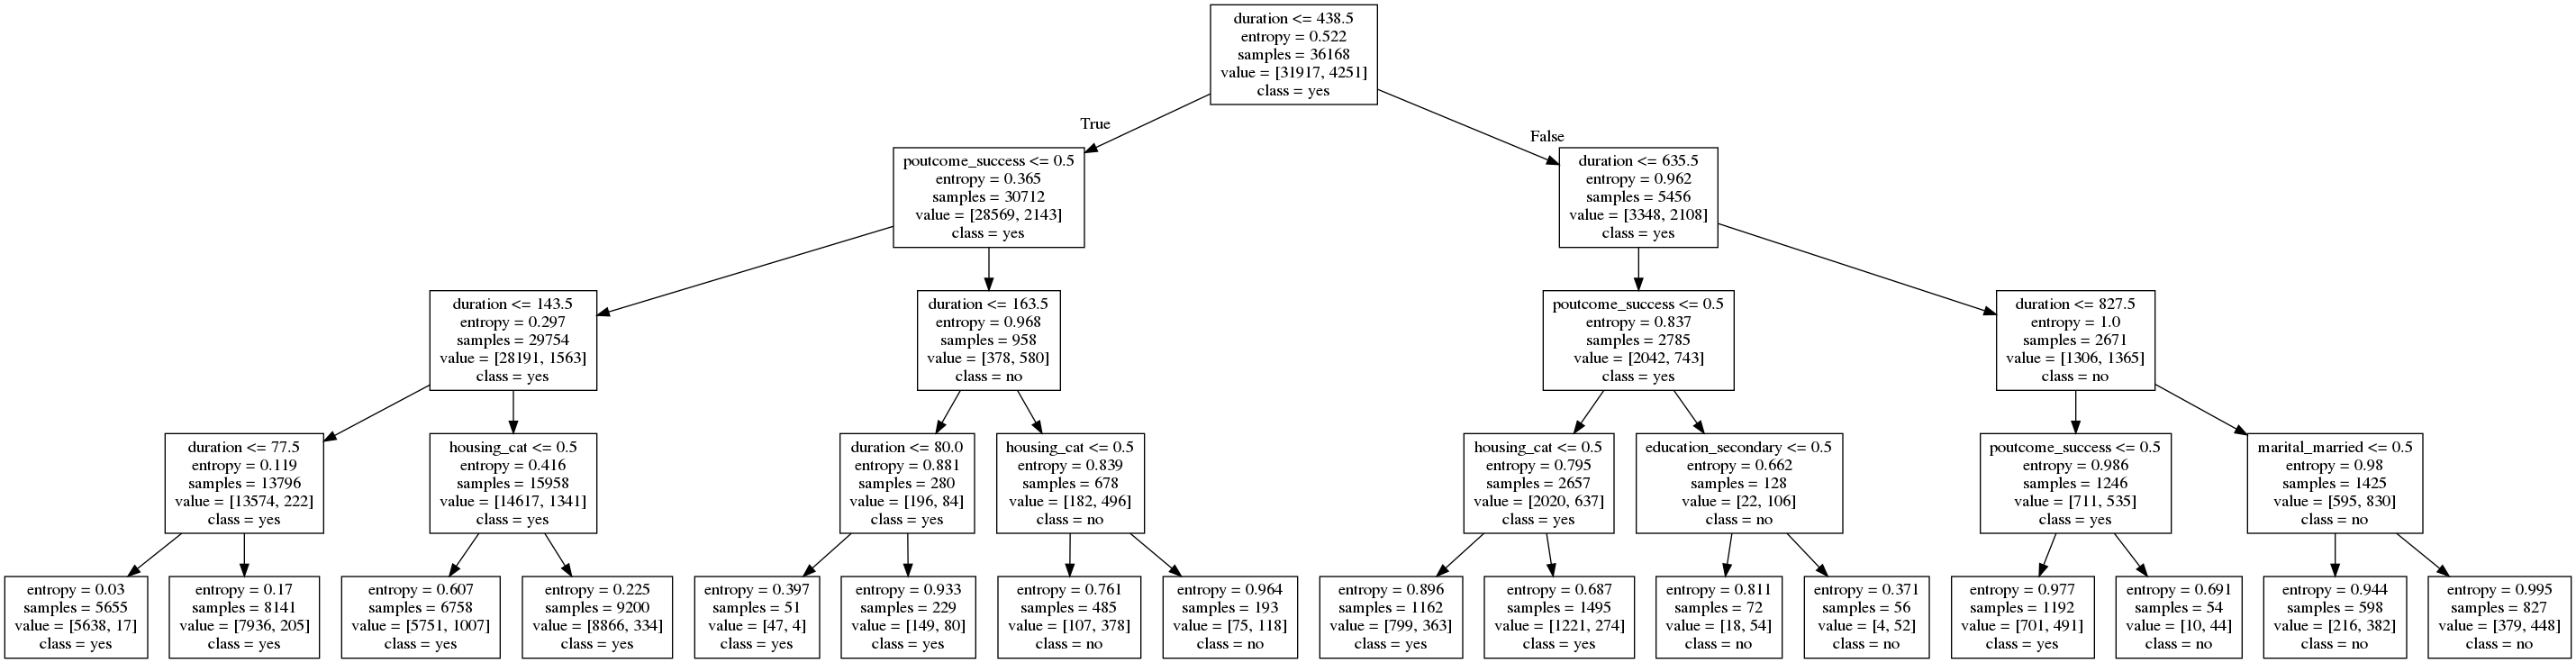 duration <= 438.5
entropy = 0.522
samples = 36168
value = [31917, 4251]
class = yes
True
False
poutcome_success <= 0.5
entropy = 0.365
samples = 30712
value = [28569, 2143]
class = yes
duration <= 635.5
entropy = 0.962
samples = 5456
value = [3348, 2108]
class = yes
duration <= 143.5
entropy = 0.297
samples = 29754
value = [28191, 1563]
class = yes
duration <= 163.5
entropy = 0.968
samples = 958
value = [378, 580]
class = no
poutcome_success <= 0.5
entropy = 0.837
samples = 2785
value = [2042, 743]
class = yes
duration <= 827.5
entropy = 1.0
samples = 2671
value = [1306, 1365]
class = no
duration <= 77.5
entropy = 0.119
samples = 13796
value = [13574, 222]
class = yes
housing_cat <= 0.5
entropy = 0.416
samples = 15958
value = [14617, 1341]
class = yes
duration <= 80.0
entropy = 0.881
samples = 280
value = [196, 84]
class = yes
housing_cat <= 0.5
entropy = 0.839
samples = 678
value = [182, 496]
class = no
housing_cat <= 0.5
entropy = 0.795
samples = 2657
value = [2020, 637]
class = yes
education_secondary <= 0.5
entropy = 0.662
samples = 128
value = [22, 106]
class = no
poutcome_success <= 0.5
entropy = 0.986
samples = 1246
value = [711, 535]
class = yes
marital_married <= 0.5
entropy = 0.98
samples = 1425
value = [595, 830]
class = no
entropy = 0.03
samples = 5655
value = [5638, 17]
class = yes
entropy = 0.17
samples = 8141
value = [7936, 205]
class = yes
entropy = 0.607
samples = 6758
value = [5751, 1007]
class = yes
entropy = 0.225
samples = 9200
value = [8866, 334]
class = yes
entropy = 0.397
samples = 51
value = [47, 4]
class = yes
entropy = 0.933
samples = 229
value = [149, 80]
class = yes
entropy = 0.761
samples = 485
value = [107, 378]
class = no
entropy = 0.964
samples = 193
value = [75, 118]
class = no
entropy = 0.896
samples = 1162
value = [799, 363]
class = yes
entropy = 0.687
samples = 1495
value = [1221, 274]
class = yes
entropy = 0.811
samples = 72
value = [18, 54]
class = no
entropy = 0.371
samples = 56
value = [4, 52]
class = no
entropy = 0.977
samples = 1192
value = [701, 491]
class = yes
entropy = 0.691
samples = 54
value = [10, 44]
class = no
entropy = 0.944
samples = 598
value = [216, 382]
class = no
entropy = 0.995
samples = 827
value = [379, 448]
class = no